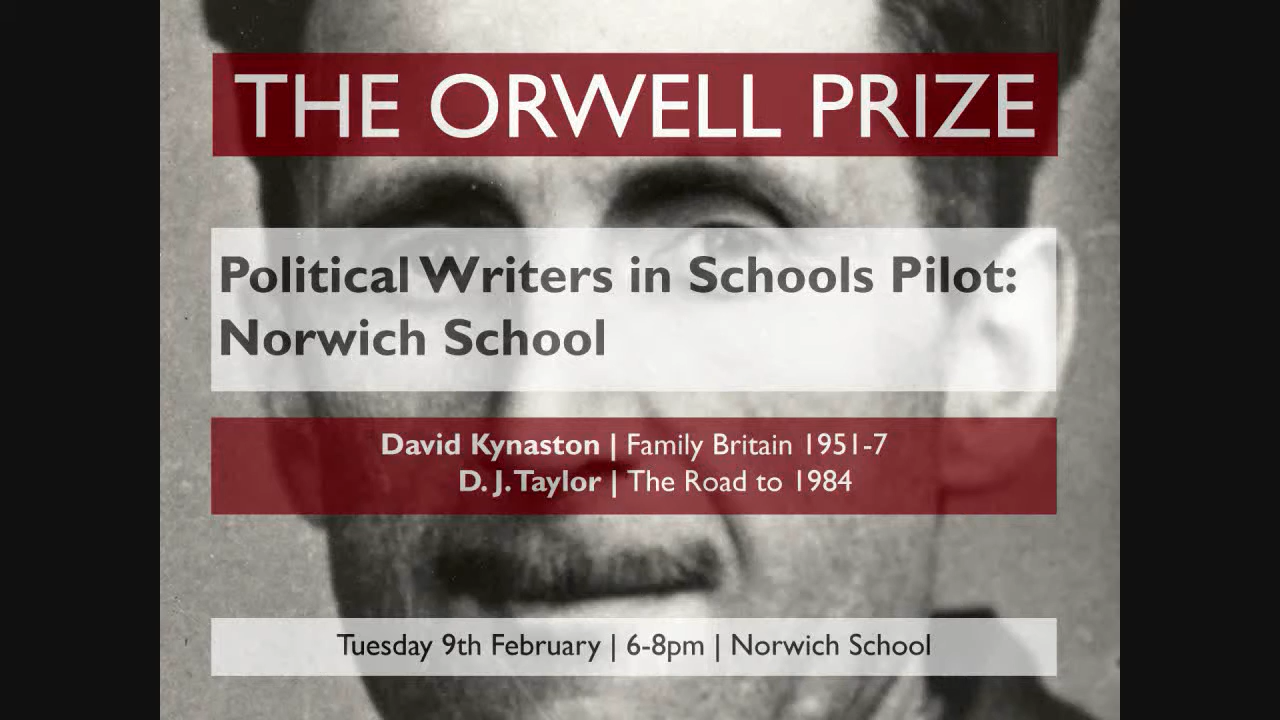 THE ORWELL PRIZE
Political Writers in Schools Pilot:
Norwich School
David Kynaston | Family Britain 1951-7
D. J. Taylor | The Road to 1984
Tuesday 9th February | 6-8pm | Norwich School